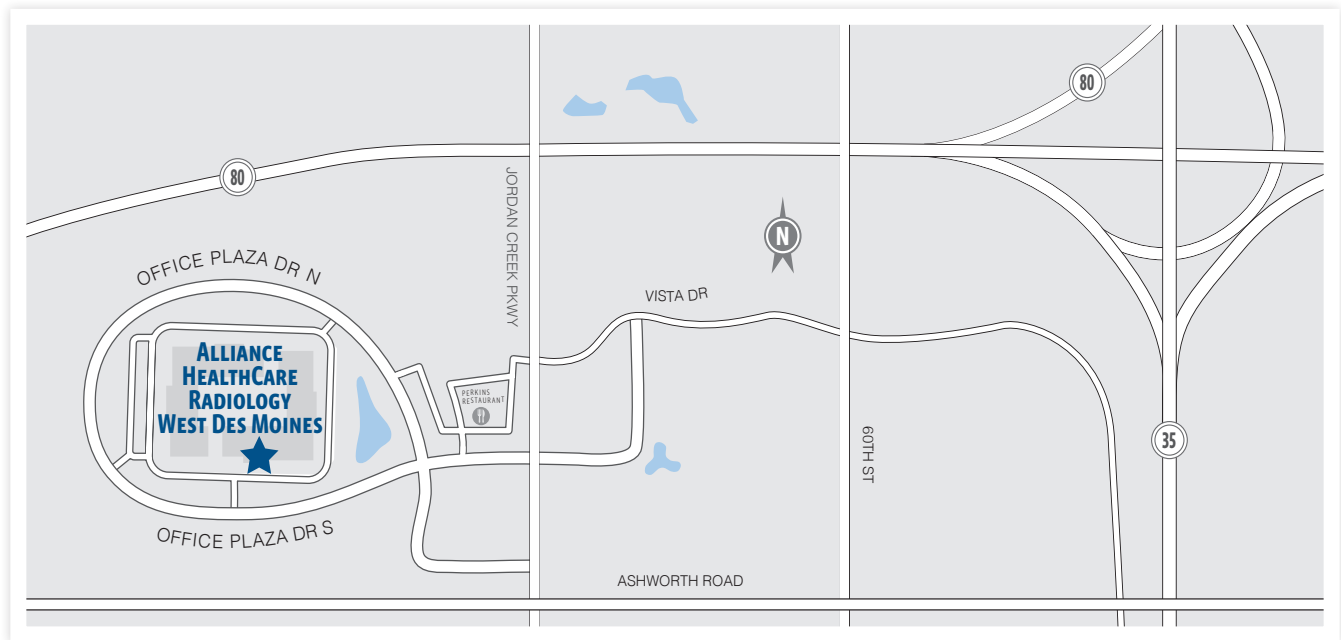 80
80
JORDAN CREEK PKWY
N
OFFICE PLAZA DR N
VISTA DR
ALLIANCE
HEALTHCARE
RADIOLOGY
WEST DES MOINES
PERKINS
RESTAURANT
60TH ST
35
OFFICE PLAZA DR S
ASHWORTH ROAD